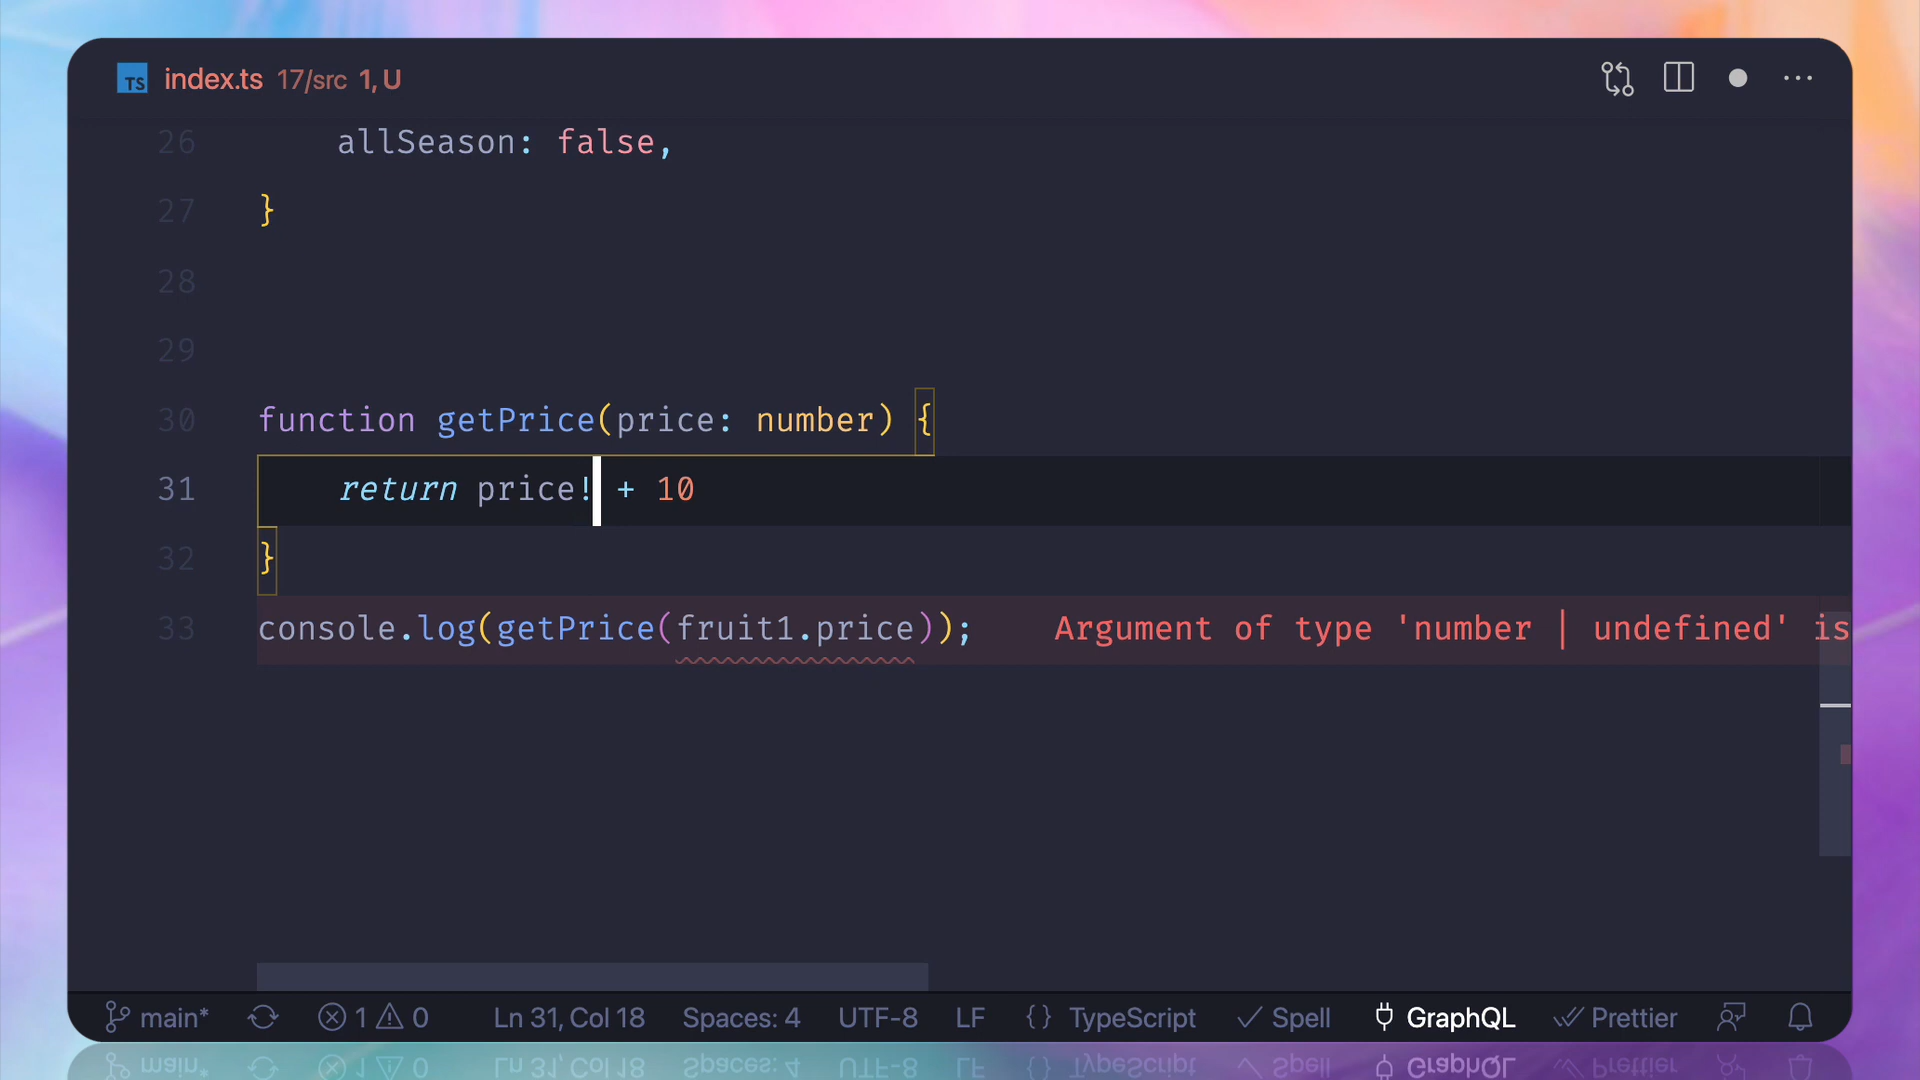 TS index.ts 17/src 1, U
26 allSeason: false,
27 }
28
29
30 function getPrice(price: number) {
31 return price! + 10
32 }
33 console.log(getPrice(fruit1.price)); Argument of type 'number | undefined' is
main* 1 0 Ln 31, Col 18 Spaces: 4 UTF-8 LF {} TypeScript Spell GraphQL Prettier